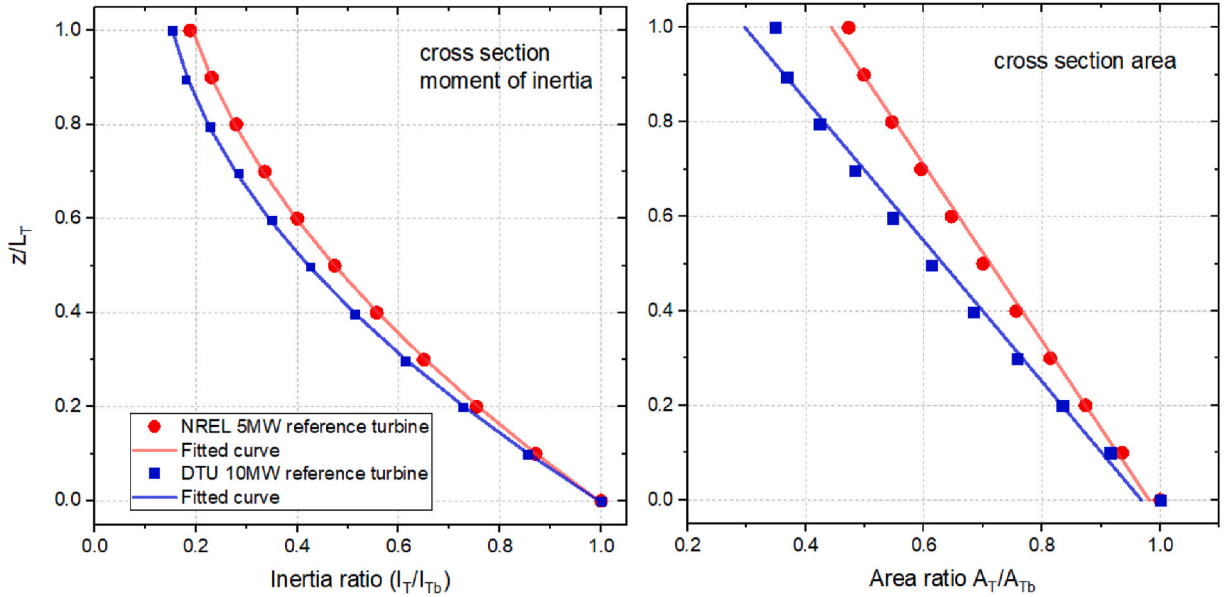 cross section
moment of inertia
1.0
0.8
0.6
0.4
0.2
0.0
z/L_T
NREL 5MW reference turbine
Fitted curve
DTU 10MW reference turbine
Fitted curve
0.0 0.2 0.4 0.6 0.8 1.0
Inertia ratio (I_T/I_Tb)
cross section area
1.0
0.8
0.6
0.4
0.2
0.0
0.2 0.4 0.6 0.8 1.0
Area ratio A_T/A_Tb